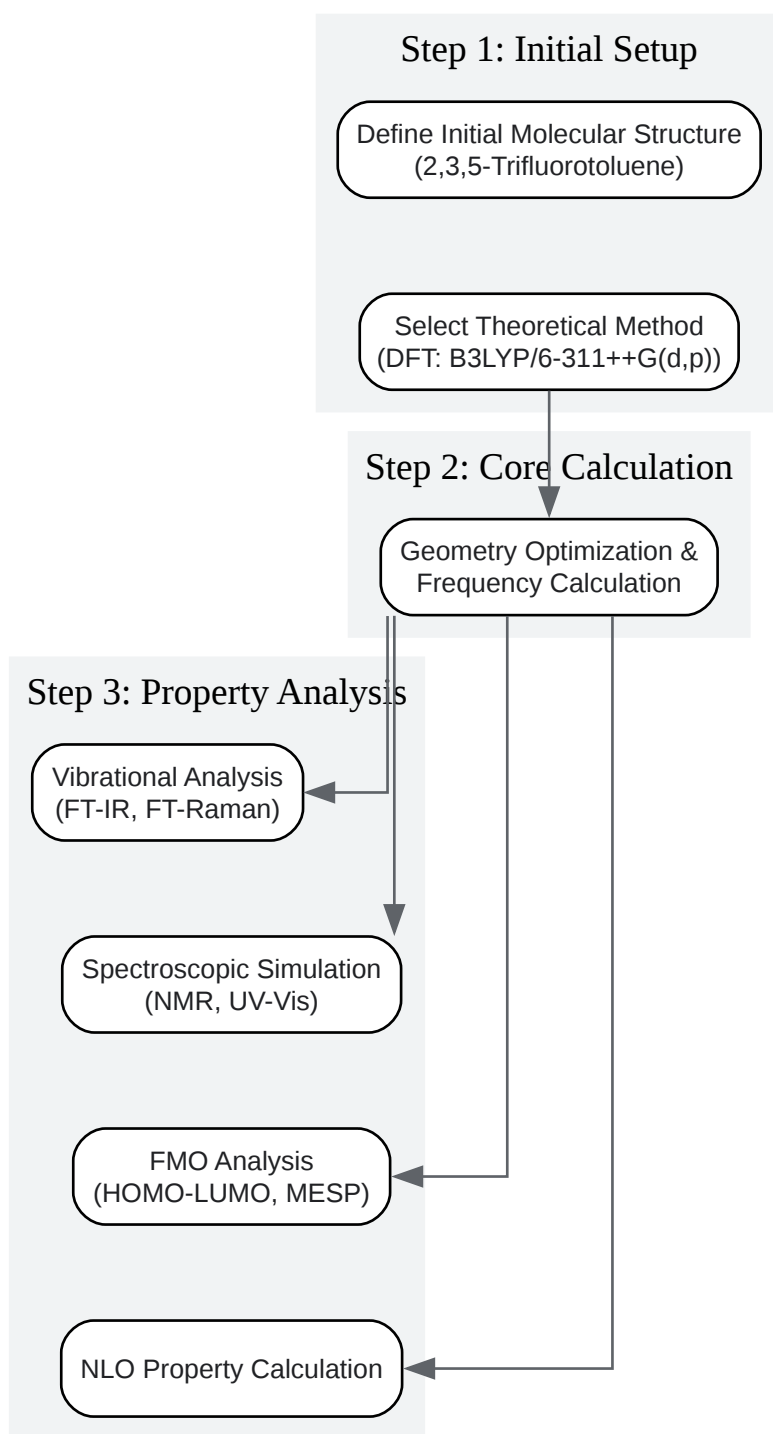 Step 1: Initial Setup
Define Initial Molecular Structure
(2,3,5-Trifluorotoluene)
Select Theoretical Method
(DFT: B3LYP/6-311++G(d,p))
Step 2: Core Calculation
Geometry Optimization &
Frequency Calculation
Step 3: Property Analysis
Vibrational Analysis
(FT-IR, FT-Raman)
Spectroscopic Simulation
(NMR, UV-Vis)
FMO Analysis
(HOMO-LUMO, MESP)
NLO Property Calculation